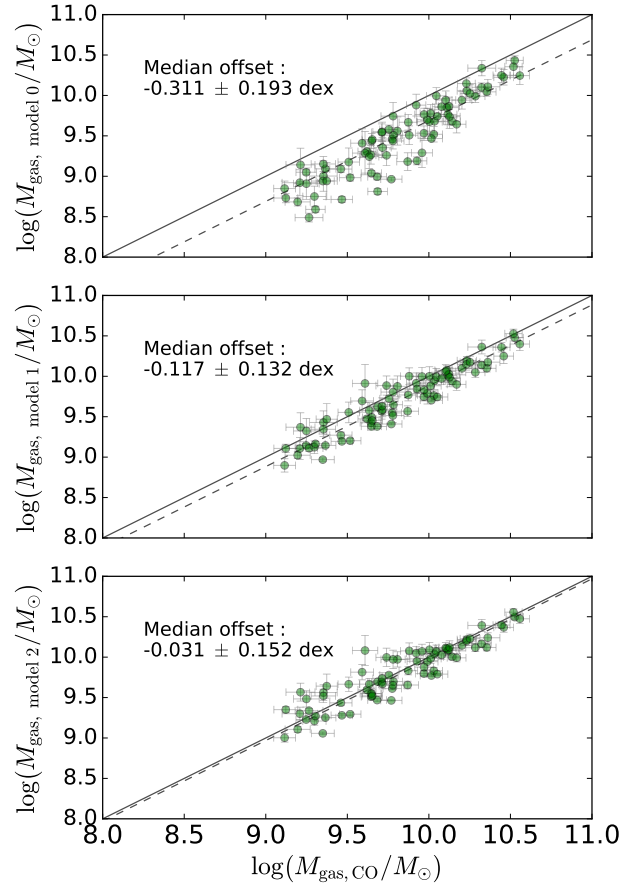 11.0
10.5
10.0
9.5
9.0
8.5
8.0
log(M_gas, model 0/M_⊙)
Median offset :
-0.311 ± 0.193 dex
11.0
10.5
10.0
9.5
9.0
8.5
8.0
log(M_gas, model 1/M_⊙)
Median offset :
-0.117 ± 0.132 dex
11.0
10.5
10.0
9.5
9.0
8.5
8.0
log(M_gas, model 2/M_⊙)
Median offset :
-0.031 ± 0.152 dex
8.0 8.5 9.0 9.5 10.0 10.5 11.0
log(M_gas, CO/M_⊙)